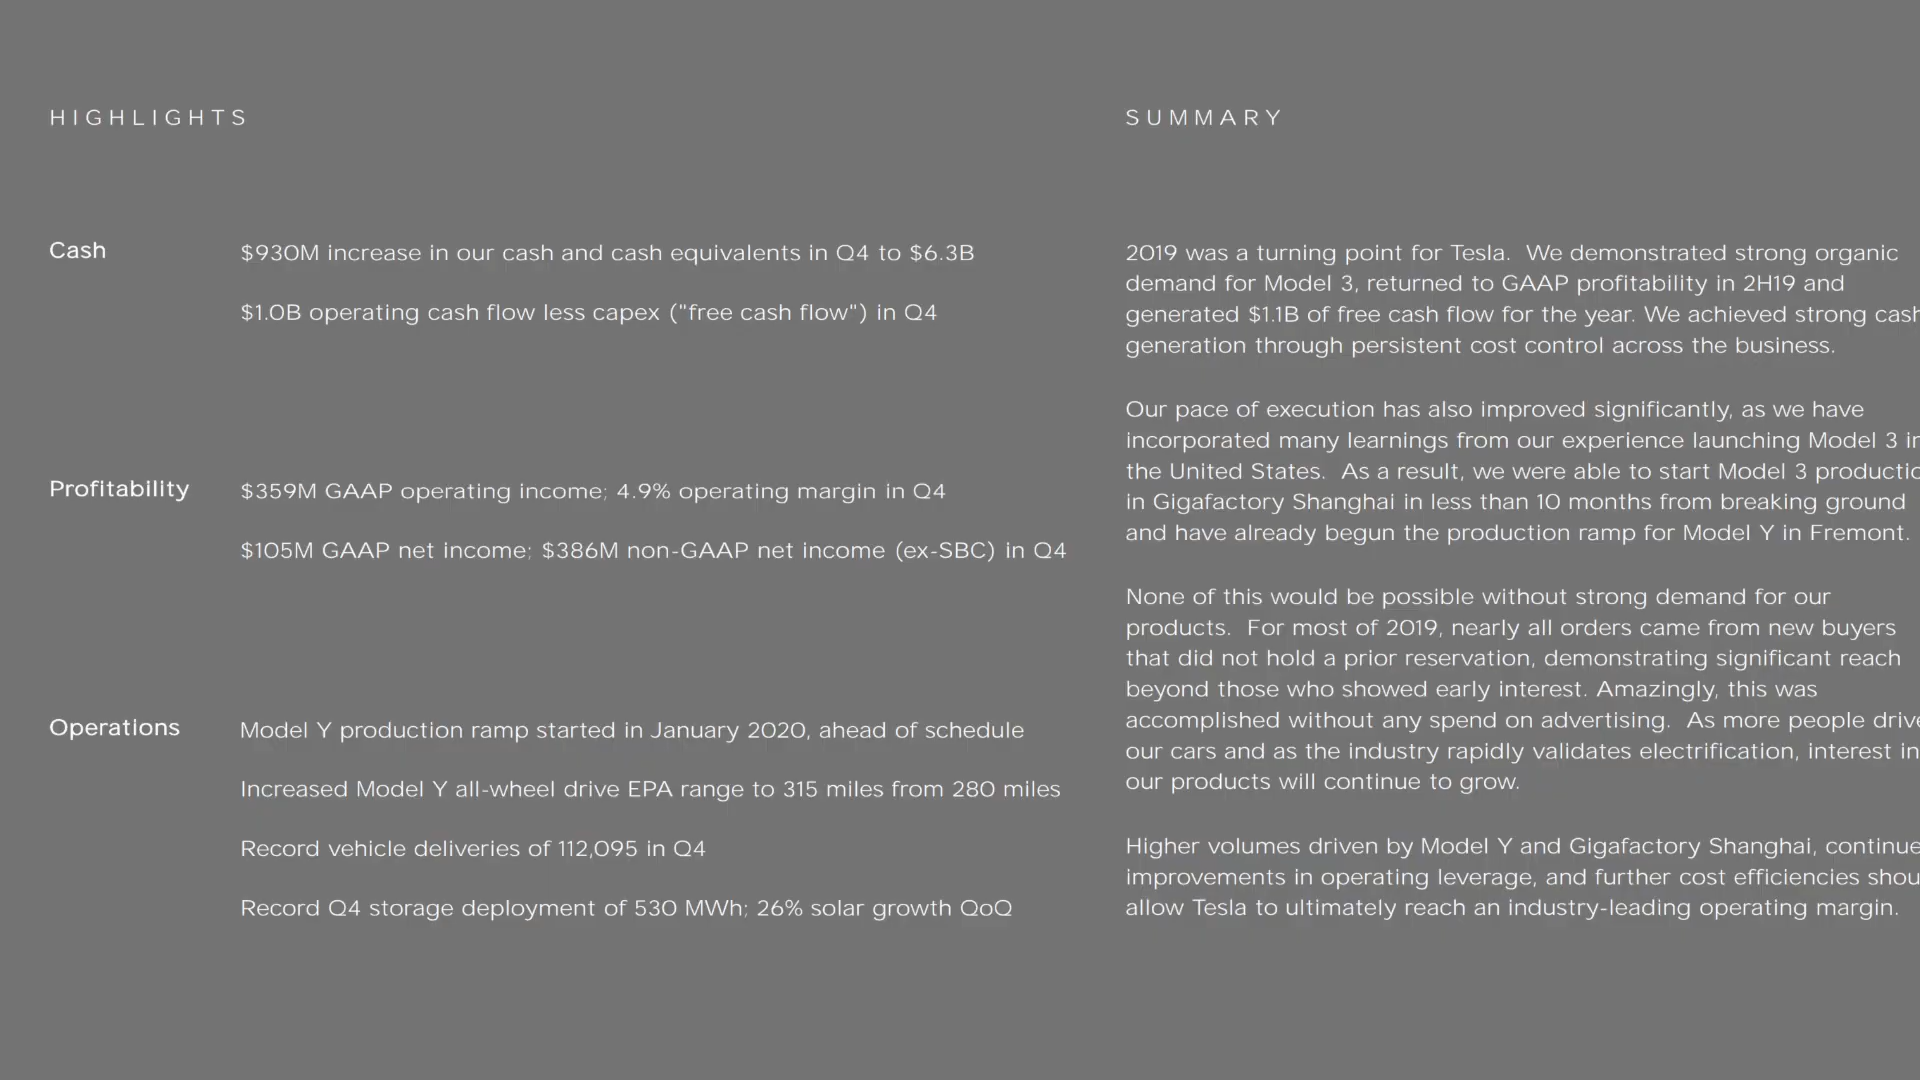 HIGHLIGHTS
Cash
$930M increase in our cash and cash equivalents in Q4 to $6.3B
$1.0B operating cash flow less capex ("free cash flow") in Q4
Profitability
$359M GAAP operating income; 4.9% operating margin in Q4
$105M GAAP net income; $386M non-GAAP net income (ex-SBC) in Q4
Operations
Model Y production ramp started in January 2020, ahead of schedule
Increased Model Y all-wheel drive EPA range to 315 miles from 280 miles
Record vehicle deliveries of 112,095 in Q4
Record Q4 storage deployment of 530 MWh; 26% solar growth QoQ
SUMMARY
2019 was a turning point for Tesla.  We demonstrated strong organic
demand for Model 3, returned to GAAP profitability in 2H19 and
generated $1.1B of free cash flow for the year. We achieved strong cash
generation through persistent cost control across the business.
Our pace of execution has also improved significantly, as we have
incorporated many learnings from our experience launching Model 3 in
the United States.  As a result, we were able to start Model 3 productio
in Gigafactory Shanghai in less than 10 months from breaking ground
and have already begun the production ramp for Model Y in Fremont.
None of this would be possible without strong demand for our
products.  For most of 2019, nearly all orders came from new buyers
that did not hold a prior reservation, demonstrating significant reach
beyond those who showed early interest. Amazingly, this was
accomplished without any spend on advertising.  As more people drive
our cars and as the industry rapidly validates electrification, interest in
our products will continue to grow.
Higher volumes driven by Model Y and Gigafactory Shanghai, continue
improvements in operating leverage, and further cost efficiencies shou
allow Tesla to ultimately reach an industry-leading operating margin.